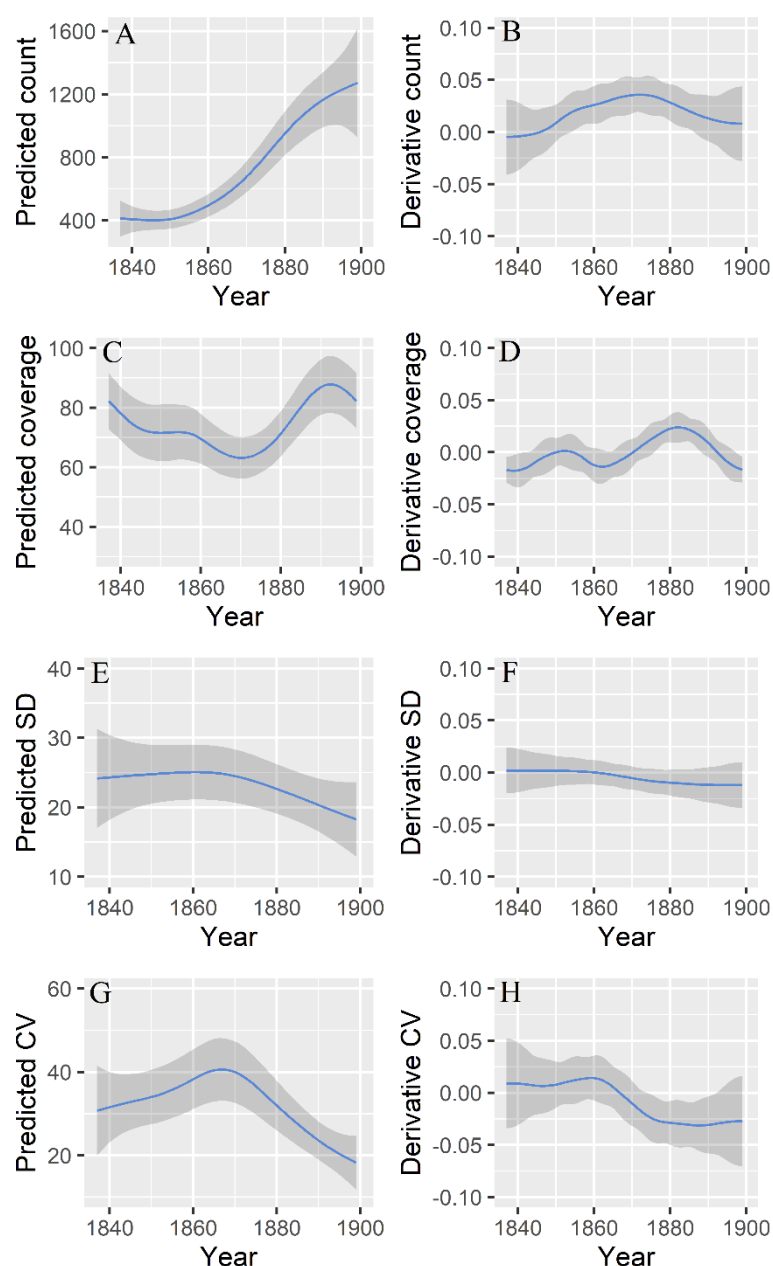 A
Predicted count
1600
1200
800
400
1840 1860 1880 1900
Year
B
Derivative count
0.10
0.05
0.00
-0.05
-0.10
1840 1860 1880 1900
Year
C
Predicted coverage
100
80
60
40
1840 1860 1880 1900
Year
D
Derivative coverage
0.10
0.05
0.00
-0.05
-0.10
1840 1860 1880 1900
Year
E
Predicted SD
40
30
20
10
1840 1860 1880 1900
Year
F
Derivative SD
0.10
0.05
0.00
-0.05
-0.10
1840 1860 1880 1900
Year
G
Predicted CV
60
40
20
1840 1860 1880 1900
Year
H
Derivative CV
0.10
0.05
0.00
-0.05
-0.10
1840 1860 1880 1900
Year